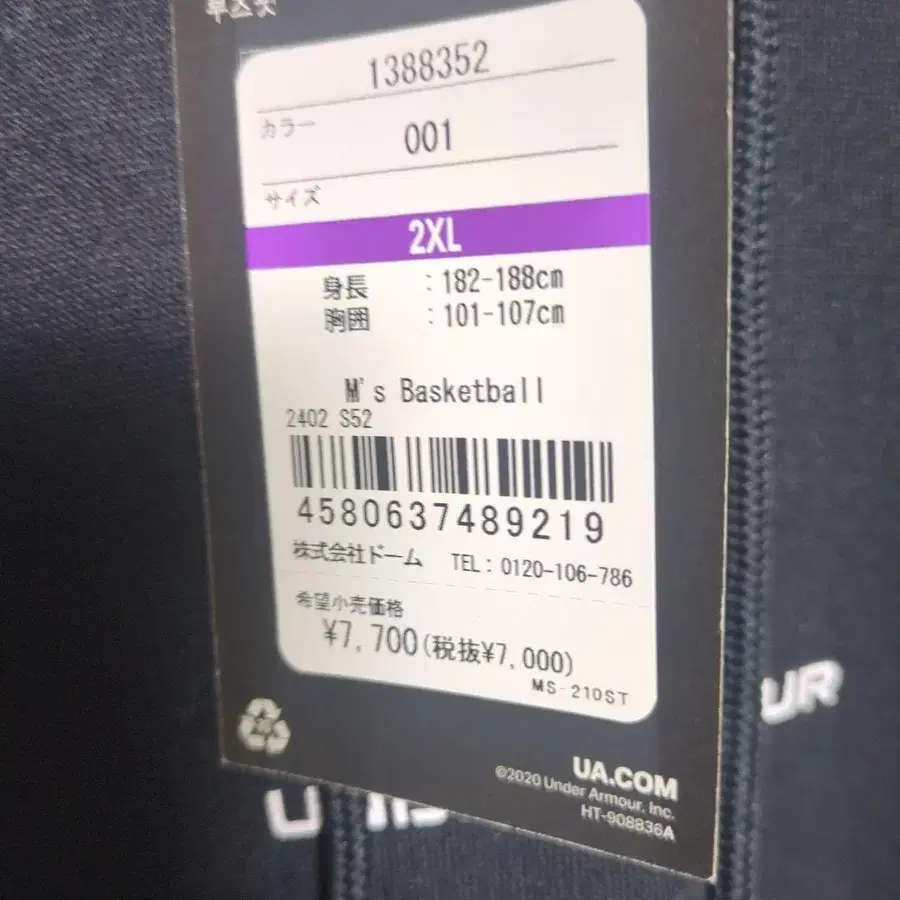 1388352
カラー
001
サイズ
2XL
身長 : 182-188cm
胸囲 : 101-107cm
M's Basketball
2402 S52
4580637489219
株式会社ドーム TEL: 0120-106-786
希望小売価格
¥7,700(税抜¥7,000)
MS-210ST
UA.COM
©2020 Under Armour, Inc.
HT-908836A